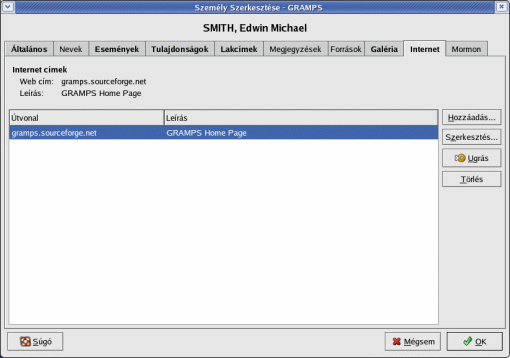 Személy Szerkesztése - GRAMPS
SMITH, Edwin Michael
Általános Nevek Események Tulajdonságok Lakcímek Megjegyzések Források Galéria Internet Mormon
Internet címek
Web cím: gramps.sourceforge.net
Leírás: GRAMPS Home Page
Útvonal Leírás
gramps.sourceforge.net GRAMPS Home Page
Hozzáadás...
Szerkesztés...
Ugrás
Törlés
Súgó Mégsem OK